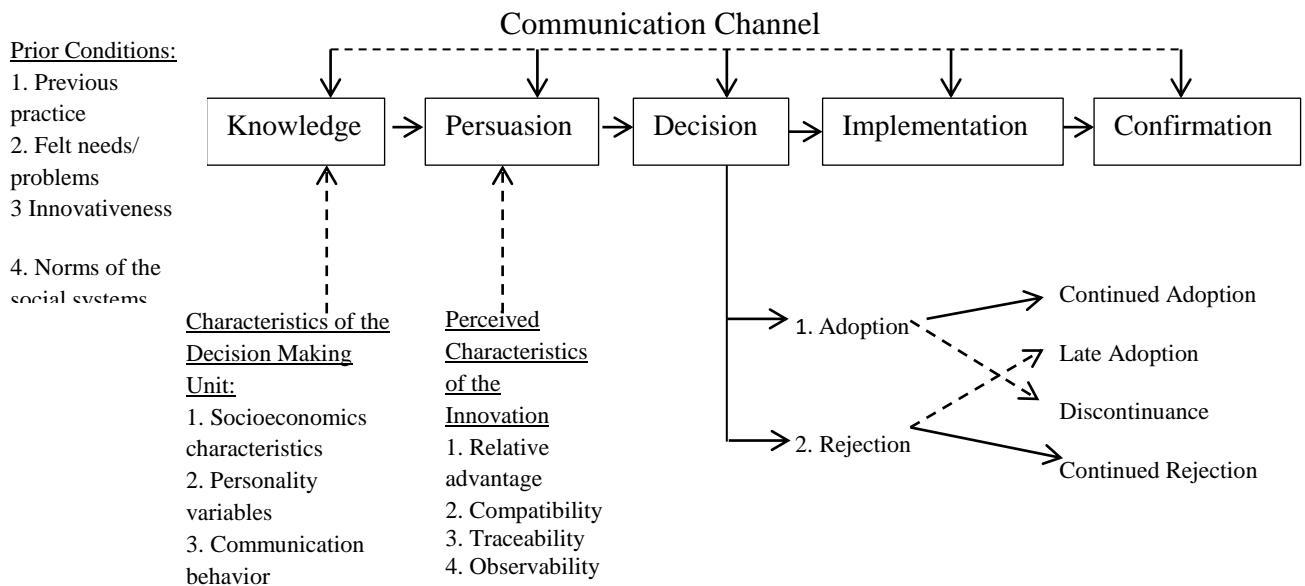 Communication Channel
Prior Conditions:
1. Previous
practice
2. Felt needs/
problems
3 Innovativeness
4. Norms of the
social systems
Knowledge
Persuasion
Decision
Implementation
Confirmation
Characteristics of the
Decision Making
Unit:
1. Socioeconomics
characteristics
2. Personality
variables
3. Communication
behavior
Perceived
Characteristics
of the
Innovation
1. Relative
advantage
2. Compatibility
3. Traceability
4. Observability
1. Adoption
2. Rejection
Continued Adoption
Late Adoption
Discontinuance
Continued Rejection